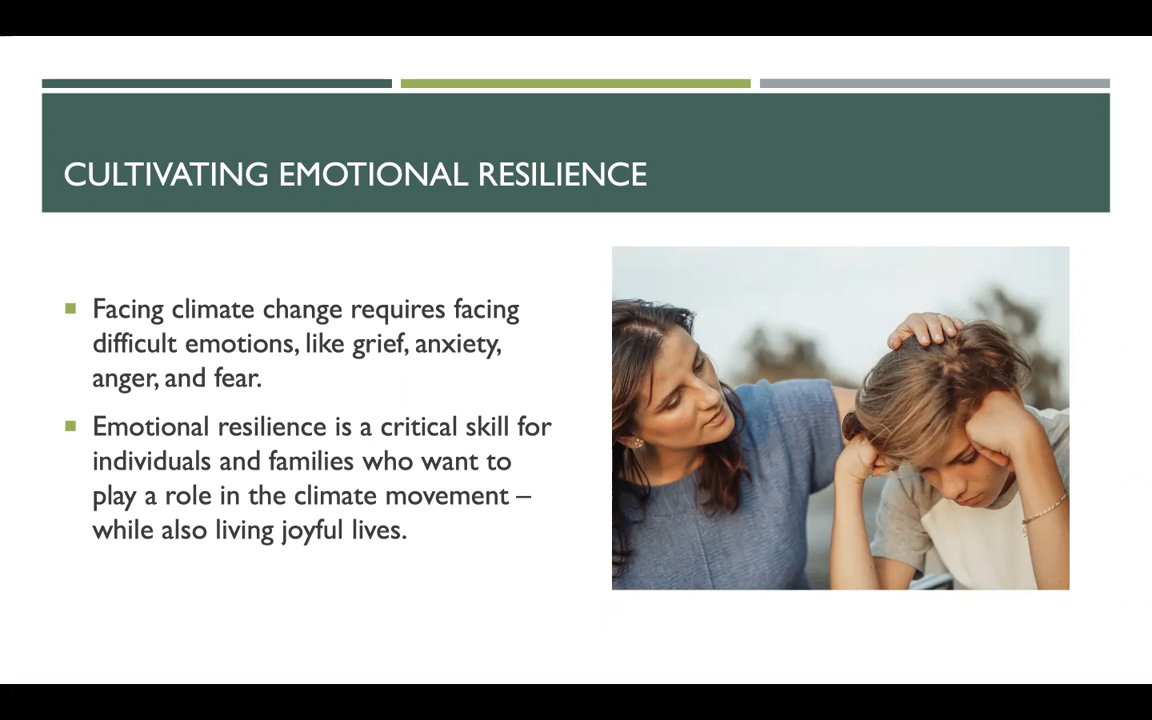 CULTIVATING EMOTIONAL RESILIENCE
Facing climate change requires facing
difficult emotions, like grief, anxiety,
anger, and fear.
Emotional resilience is a critical skill for
individuals and families who want to
play a role in the climate movement –
while also living joyful lives.